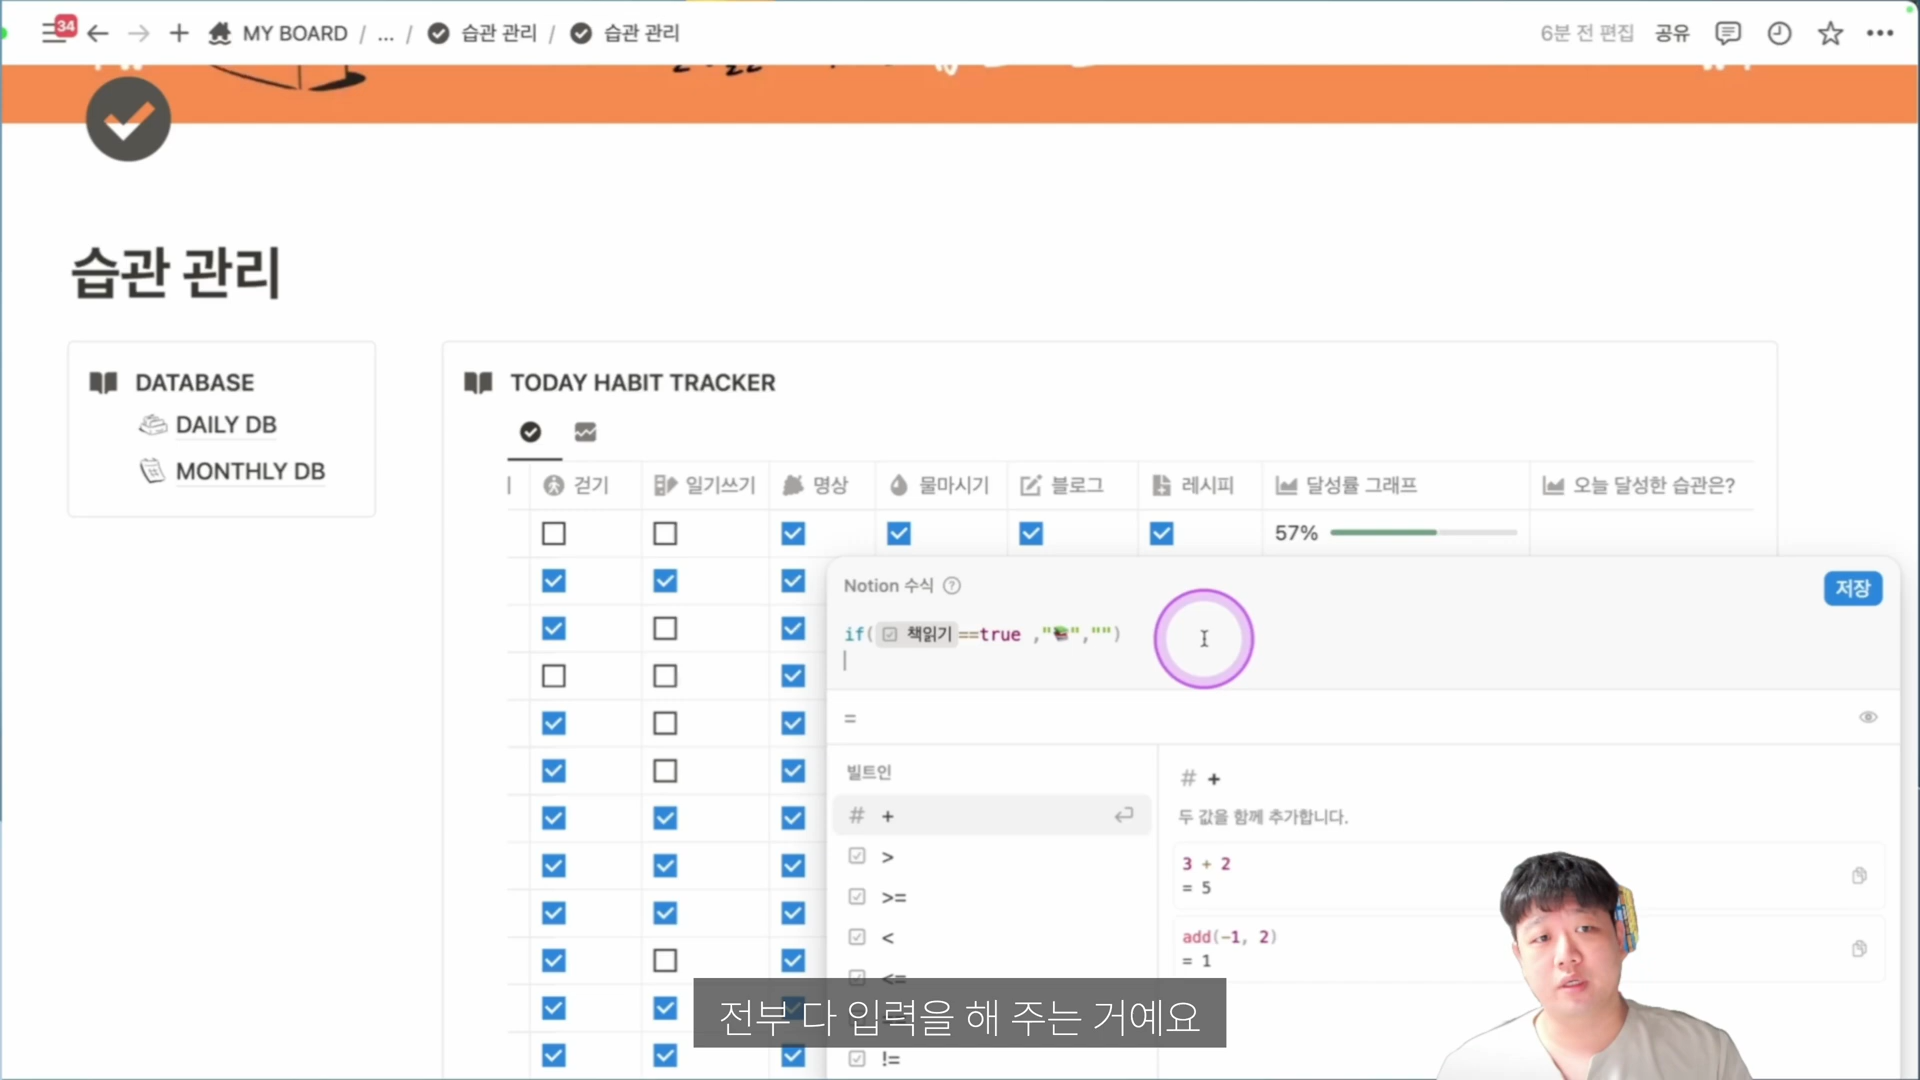 34
MY BOARD / ... / 습관 관리 / 습관 관리
6분 전 편집 공유
습관 관리
DATABASE
DAILY DB
MONTHLY DB
TODAY HABIT TRACKER
걷기 일기쓰기 명상 물마시기 블로그 레시피 달성률 그래프 오늘 달성한 습관은?
57%
Notion 수식
저장
if( 책읽기==true ,"📚","")
=
빌트인
# +
>
>=
<
<=
!=
# +
두 값을 함께 추가합니다.
3 + 2
= 5
add(-1, 2)
= 1
전부 다 입력을 해 주는 거예요